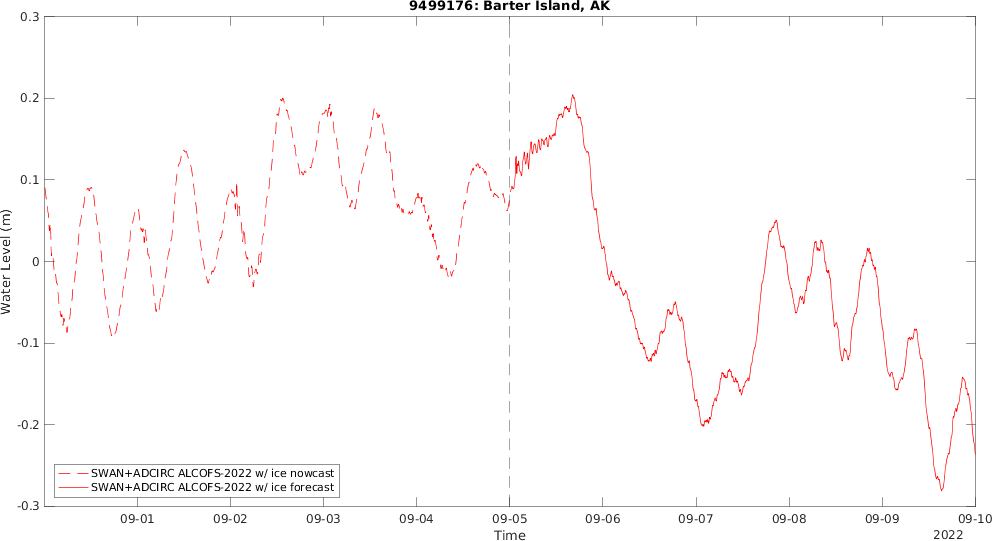 9499176: Barter Island, AK
0.3
0.2
0.1
0
-0.1
-0.2
-0.3
Water Level (m)
SWAN+ADCIRC ALCOFS-2022 w/ ice nowcast
SWAN+ADCIRC ALCOFS-2022 w/ ice forecast
09-01 09-02 09-03 09-04 09-05 09-06 09-07 09-08 09-09 09-10
Time
2022